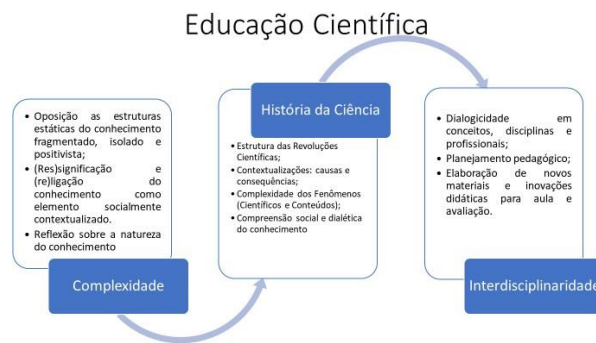 Educação Científica
• Oposição as estruturas
estáticas do conhecimento
fragmentado, isolado e
positivista;
• (Res)significação e
(re)ligação do
conhecimento como
elemento socialmente
contextualizado.
• Reflexão sobre a natureza
do conhecimento
Complexidade
História da Ciência
• Estrutura das Revoluções
Científicas;
• Contextualizações: causas e
consequências;
• Complexidade dos Fenômenos
(Científicos e Conteúdos);
• Compreensão social e dialética
do conhecimento
• Dialogicidade em
conceitos, disciplinas e
profissionais;
• Planejamento pedagógico;
• Elaboração de novos
materiais e inovações
didáticas para aula e
avaliação.
Interdisciplinaridade